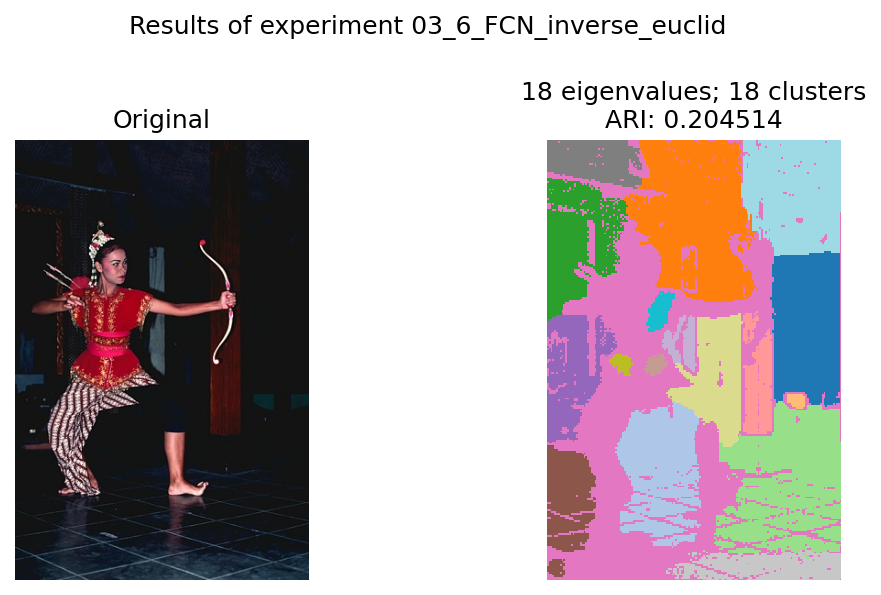 Results of experiment 03_6_FCN_inverse_euclid
Original
18 eigenvalues; 18 clusters
ARI: 0.204514